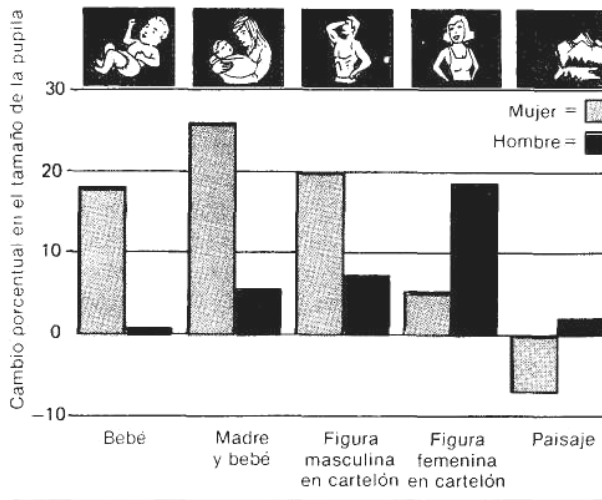 Cambio porcentual en el tamaño de la pupila
30
20
10
0
−10
Mujer =
Hombre =
Bebé
Madre
y bebé
Figura
masculina
en cartelón
Figura
femenina
en cartelón
Paisaje